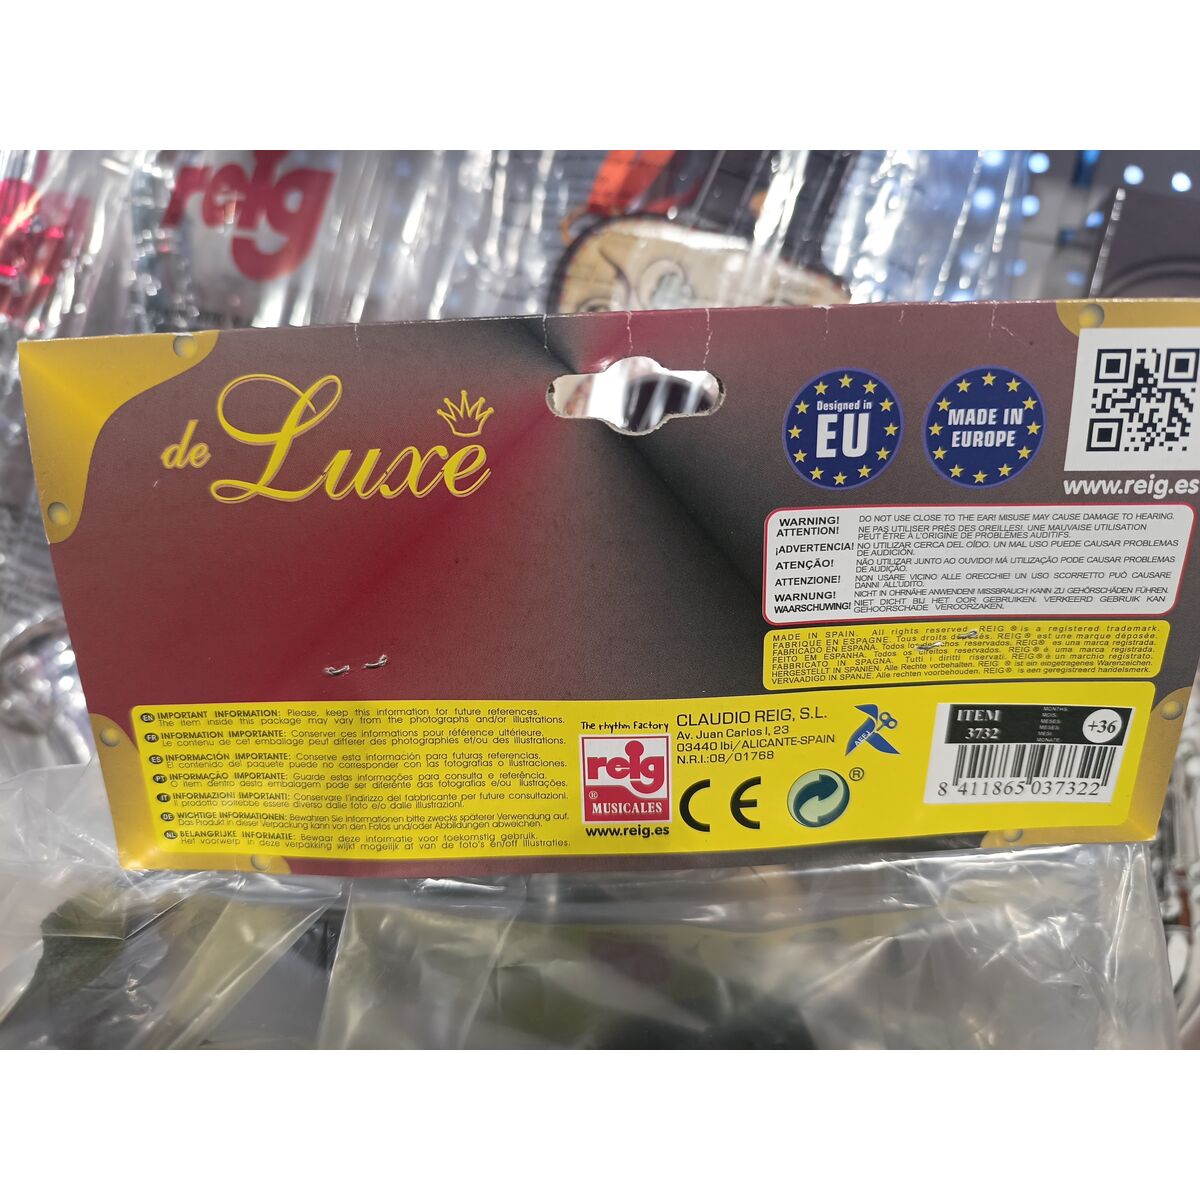 reig
de Luxe
Designed in
EU
MADE IN
EUROPE
www.reig.es
WARNING! DO NOT USE CLOSE TO THE EAR! MISUSE MAY CAUSE DAMAGE TO HEARING.
ATTENTION! NE PAS UTILISER PRÉS DES OREILLES!. UNE MAUVAISE UTILISATION
PEUT ÊTRE À L'ORIGINE DE PROBLÈMES AUDITIFS.
¡ADVERTENCIA! NO UTILIZAR CERCA DEL OÍDO. UN MAL USO PUEDE CAUSAR PROBLEMAS
DE AUDICIÓN.
ATENÇÃO! NÃO UTILIZAR JUNTO AO OUVIDO! MÁ UTILIZAÇÃO PODE CAUSAR PROBLEMAS
DE AUDIÇÃO.
ATTENZIONE! NON USARE VICINO ALLE ORECCHIE! UN USO SCORRETTO PUÒ CAUSARE
DANNI ALL'UDITO.
WARNUNG! NICHT IN OHRNÄHE ANWENDEN! MISSBRAUCH KANN ZU GEHÖRSCHÄDEN FÜHREN.
WAARSCHUWING! NIET DICHT BIJ HET OOR GEBRUIKEN. VERKEERD GEBRUIK KAN
GEHOORSCHADE VEROORZAKEN.
MADE IN SPAIN. All rights reserved. REIG ® is a registered trademark.
FABRIQUE EN ESPAGNE. Tous droits REIG ® est une marque déposée.
FABRICADO EN ESPAÑA. Todos reservados. REIG ® es una marca registrada.
FEITO EM ESPANHA. Todos os direitos reservados. REIG ® é uma marca registrada.
FABBRICATO IN SPAGNA. Tutti i diritti riservati. REIG ® è un marchio registrato.
HERGESTELLT IN SPANIEN. Alle Rechte vorbehalten. REIG ® ist ein eingetragenes Warenzeichen.
VERVAARDIGD IN SPANJE. Alle rechten voorbehouden. REIG ® is een geregistreerd handelsmerk.
EN IMPORTANT INFORMATION: Please, keep this information for future references.
The item inside this package may vary from the photographs and/or illustrations.
FR INFORMATION IMPORTANTE: Conserver ces informations pour référence ultérieure.
Le contenu de cet emballage peut différer des photographies et/ou des illustrations.
ES INFORMACIÓN IMPORTANTE: Conserve esta información para futuras referencias.
El contenido del paquete puede no corresponder con las fotografías o ilustraciones.
PT INFORMAÇÃO IMPORTANTE: Guarde estas informações para consulta e referência.
O item dentro desta embalagem pode ser diferente das fotografias e/ou ilustrações.
IT INFORMAZIONI IMPORTANTI: Conservare l'indirizzo del fabbricante per future consultazioni.
Il prodotto potrebbe essere diverso dalle foto e/o dalle illustrazioni.
DE WICHTIGE INFORMATIONEN: Bewahren Sie informationen bitte zwecks späterer Verwendung auf.
Das Produkt in dieser Verpackung kann von den Fotos und/oder Abbildungen abweichen.
NL BELANGRIJKE INFORMATIE: Bewaar deze informatie voor toekomstig gebruik.
Het voorwerp in deze verpakking wijkt mogelijk af van de foto's en/off illustraties.
The rhythm factory
reig
®
MUSICALES
www.reig.es
CLAUDIO REIG, S.L.
Av. Juan Carlos I, 23
03440 Ibi/ALICANTE-SPAIN
N.R.I.:08/01768
CE
AEFJ
®
ITEM
3732
MONTHS:
MOIS:
MESES:
MESES:
MESI:
MONATE:
+36
8 411865 037322